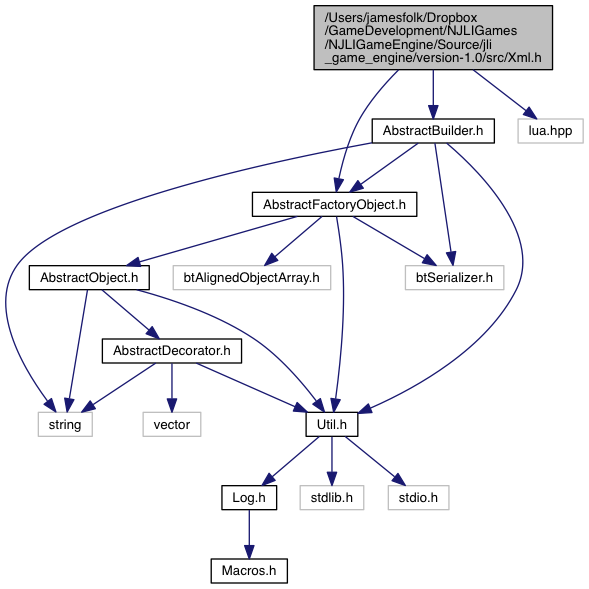 /Users/jamesfolk/Dropbox
/GameDevelopment/NJLIGames
/NJLIGameEngine/Source/jli
_game_engine/version-1.0/src/Xml.h
AbstractBuilder.h
lua.hpp
AbstractFactoryObject.h
AbstractObject.h
btAlignedObjectArray.h
btSerializer.h
AbstractDecorator.h
string
vector
Util.h
Log.h
stdlib.h
stdio.h
Macros.h